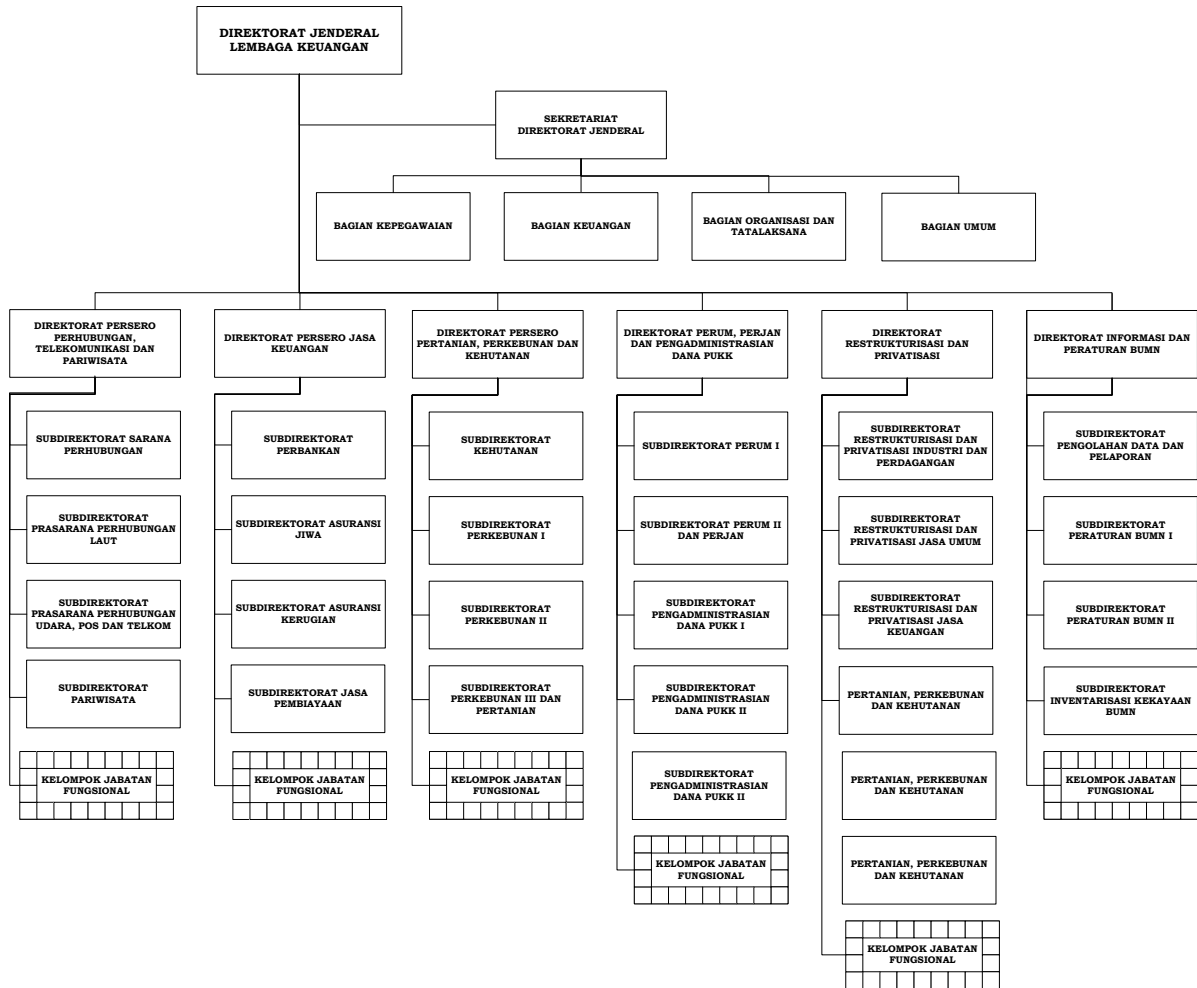 DIREKTORAT JENDERAL
LEMBAGA KEUANGAN
SEKRETARIAT
DIREKTORAT JENDERAL
BAGIAN KEPEGAWAIAN
BAGIAN KEUANGAN
BAGIAN ORGANISASI DAN
TATALAKSANA
BAGIAN UMUM
DIREKTORAT PERSERO
PERHUBUNGAN,
TELEKOMUNIKASI DAN
PARIWISATA
DIREKTORAT PERSERO JASA
KEUANGAN
DIREKTORAT PERSERO
PERTANIAN, PERKEBUNAN DAN
KEHUTANAN
DIREKTORAT PERUM, PERJAN
DAN PENGADMINISTRASIAN
DANA PUKK
DIREKTORAT
RESTRUKTURISASI DAN
PRIVATISASI
DIREKTORAT INFORMASI DAN
PERATURAN BUMN
SUBDIREKTORAT SARANA
PERHUBUNGAN
SUBDIREKTORAT
PERBANKAN
SUBDIREKTORAT
KEHUTANAN
SUBDIREKTORAT PERUM I
SUBDIREKTORAT
RESTRUKTURISASI DAN
PRIVATISASI INDUSTRI DAN
PERDAGANGAN
SUBDIREKTORAT
PENGOLAHAN DATA DAN
PELAPORAN
SUBDIREKTORAT
PRASARANA PERHUBUNGAN
LAUT
SUBDIREKTORAT ASURANSI
JIWA
SUBDIREKTORAT
PERKEBUNAN I
SUBDIREKTORAT PERUM II
DAN PERJAN
SUBDIREKTORAT
RESTRUKTURISASI DAN
PRIVATISASI JASA UMUM
SUBDIREKTORAT
PERATURAN BUMN I
SUBDIREKTORAT
PRASARANA PERHUBUNGAN
UDARA, POS DAN TELKOM
SUBDIREKTORAT ASURANSI
KERUGIAN
SUBDIREKTORAT
PERKEBUNAN II
SUBDIREKTORAT
PENGADMINISTRASIAN
DANA PUKK I
SUBDIREKTORAT
RESTRUKTURISASI DAN
PRIVATISASI JASA
KEUANGAN
SUBDIREKTORAT
PERATURAN BUMN II
SUBDIREKTORAT
PARIWISATA
SUBDIREKTORAT JASA
PEMBIAYAAN
SUBDIREKTORAT
PERKEBUNAN III DAN
PERTANIAN
SUBDIREKTORAT
PENGADMINISTRASIAN
DANA PUKK II
PERTANIAN, PERKEBUNAN
DAN KEHUTANAN
SUBDIREKTORAT
INVENTARISASI KEKAYAAN
BUMN
KELOMPOK JABATAN
FUNGSIONAL
KELOMPOK JABATAN
FUNGSIONAL
KELOMPOK JABATAN
FUNGSIONAL
SUBDIREKTORAT
PENGADMINISTRASIAN
DANA PUKK II
PERTANIAN, PERKEBUNAN
DAN KEHUTANAN
KELOMPOK JABATAN
FUNGSIONAL
KELOMPOK JABATAN
FUNGSIONAL
PERTANIAN, PERKEBUNAN
DAN KEHUTANAN
KELOMPOK JABATAN
FUNGSIONAL